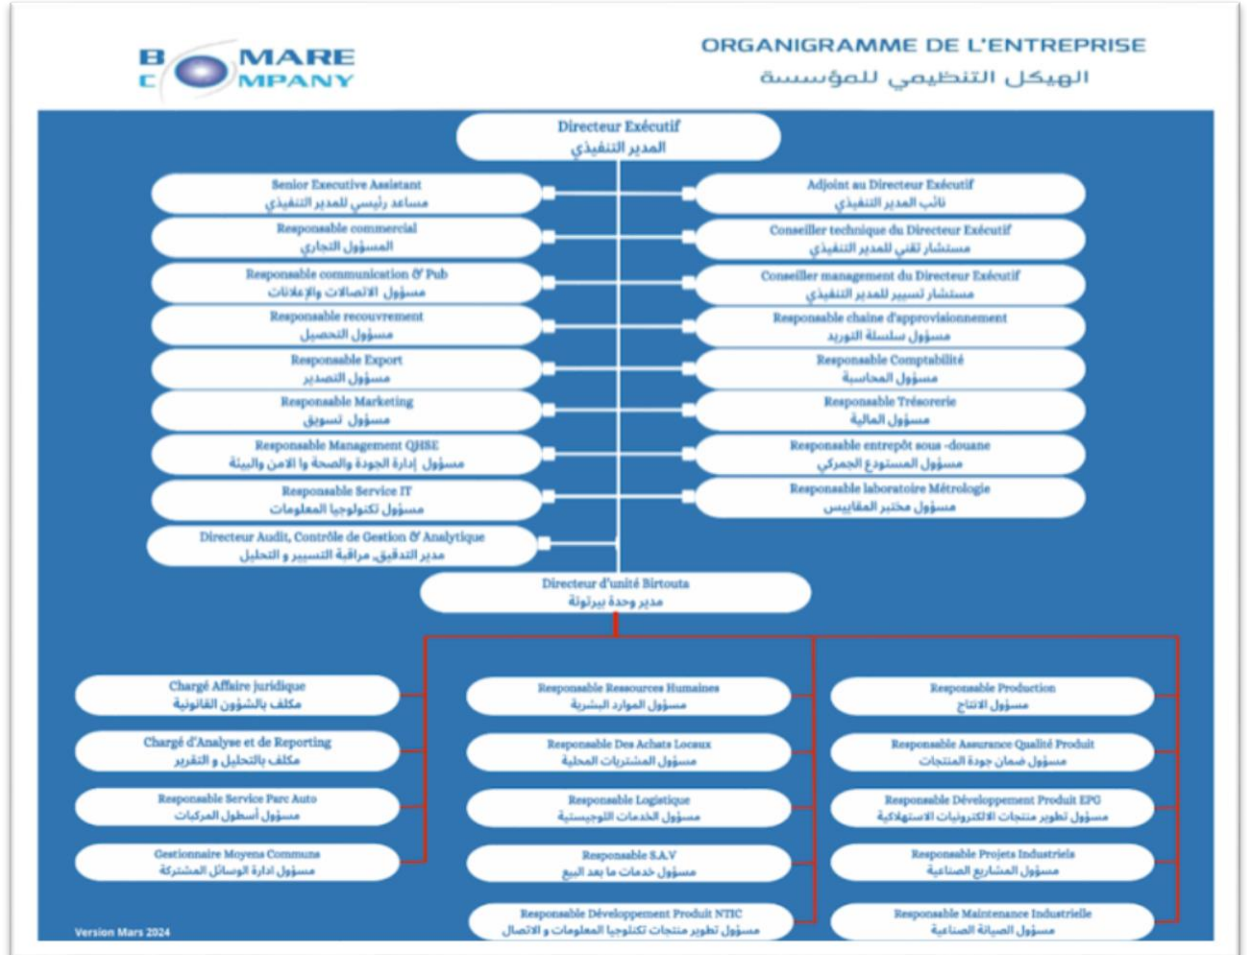 BOMARE
COMPANY
ORGANIGRAMME DE L'ENTREPRISE
الهيكل التنظيمي للمؤسسة
Directeur Exécutif
المدير التنفيذي
Senior Executive Assistant
مساعد رئيسي للمدير التنفيذي
Adjoint au Directeur Exécutif
نائب المدير التنفيذي
Responsable commercial
المسؤول التجاري
Conseiller technique du Directeur Exécutif
مستشار تقني للمدير التنفيذي
Responsable communication & Pub
مسؤول الاتصالات والإعلانات
Conseiller management du Directeur Exécutif
مستشار تسيير للمدير التنفيذي
Responsable recouvrement
مسؤول التحصيل
Responsable chaine d'approvisionnement
مسؤول سلسلة التوريد
Responsable Export
مسؤول التصدير
Responsable Comptabilité
مسؤول المحاسبة
Responsable Marketing
مسؤول تسويق
Responsable Trésorerie
مسؤول المالية
Responsable Management QHSE
مسؤول إدارة الجودة والصحة وا الامن والبيئة
Responsable entrepôt sous -douane
مسؤول المستودع الجمركي
Responsable Service IT
مسؤول تكنولوجيا المعلومات
Responsable laboratoire Métrologie
مسؤول مختبر المقاييس
Directeur Audit, Contrôle de Gestion & Analytique
مدير التدقيق, مراقبة التسيير و التحليل
Directeur d'unité Birtouta
مدير وحدة بيرتوتة
Chargé Affaire juridique
مكلف بالشؤون القانونية
Responsable Ressources Humaines
مسؤول الموارد البشرية
Responsable Production
مسؤول الانتاج
Chargé d'Analyse et de Reporting
مكلف بالتحليل و التقرير
Responsable Des Achats Locaux
مسؤول المشتريات المحلية
Responsable Assurance Qualité Produit
مسؤول ضمان جودة المنتجات
Responsable Service Parc Auto
مسؤول أسطول المركبات
Responsable Logistique
مسؤول الخدمات اللوجيستية
Responsable Développement Produit EPG
مسؤول تطوير منتجات الالكترونيات الاستهلاكية
Gestionnaire Moyens Communs
مسؤول ادارة الوسائل المشتركة
Responsable S.A.V
مسؤول خدمات ما بعد البيع
Responsable Projets Industriels
مسؤول المشاريع الصناعية
Responsable Développement Produit NTIC
مسؤول تطوير منتجات تكنلوجيا المعلومات و الاتصال
Responsable Maintenance Industrielle
مسؤول الصيانة الصناعية
Version Mars 2024